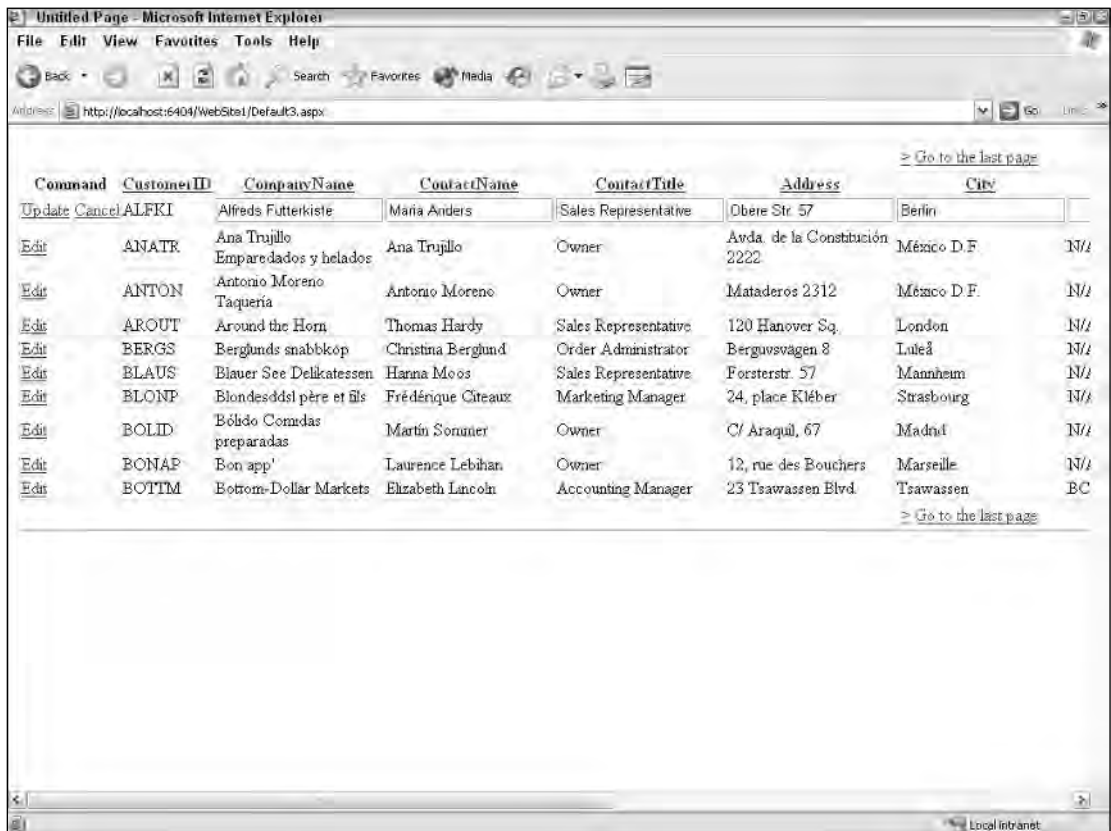 Untitled Page - Microsoft Internet Explorer
File Edit View Favorites Tools Help
Back Search Favorites Media
Address http://localhost:6404/WebSite1/Default3.aspx Go Links
> Go to the last page
Command CustomerID CompanyName ContactName ContactTitle Address City
Update Cancel ALFKI Alfreds Futterkiste Maria Anders Sales Representative Obere Str. 57 Berlin
Edit ANATR Ana Trujillo Emparedados y helados Ana Trujillo Owner Avda. de la Constitución 2222 México D.F. N/A
Edit ANTON Antonio Moreno Taquería Antonio Moreno Owner Mataderos 2312 México D.F. N/A
Edit AROUT Around the Horn Thomas Hardy Sales Representative 120 Hanover Sq. London N/A
Edit BERGS Berglunds snabbköp Christina Berglund Order Administrator Berguvsvägen 8 Luleå N/A
Edit BLAUS Blauer See Delikatessen Hanna Moos Sales Representative Forsterstr. 57 Mannheim N/A
Edit BLONP Blondesddsl père et fils Frédérique Citeaux Marketing Manager 24, place Kléber Strasbourg N/A
Edit BOLID Bólido Comidas preparadas Martín Sommer Owner C/ Araquil, 67 Madrid N/A
Edit BONAP Bon app' Laurence Lebihan Owner 12, rue des Bouchers Marseille N/A
Edit BOTTM Bottom-Dollar Markets Elizabeth Lincoln Accounting Manager 23 Tsawassen Blvd. Tsawassen BC
> Go to the last page
Local intranet